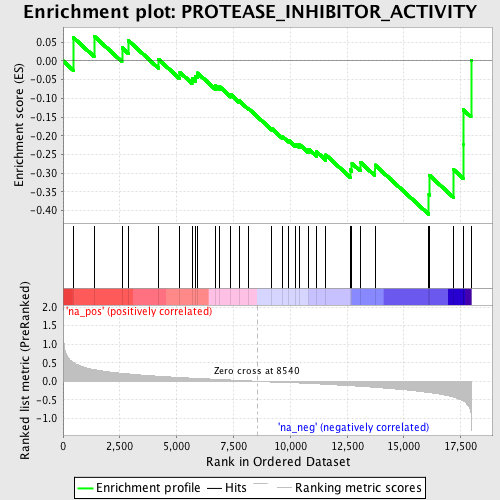 Enrichment plot: PROTEASE_INHIBITOR_ACTIVITY
Enrichment score (ES)
0.05
0.00
-0.05
-0.10
-0.15
-0.20
-0.25
-0.30
-0.35
-0.40
'na_pos' (positively correlated)
Ranked list metric (PreRanked)
2.0
1.5
1.0
0.5
0.0
-0.5
-1.0
Zero cross at 8540
'na_neg' (negatively correlated)
0 2,500 5,000 7,500 10,000 12,500 15,000 17,500
Rank in Ordered Dataset
Enrichment profile Hits Ranking metric scores